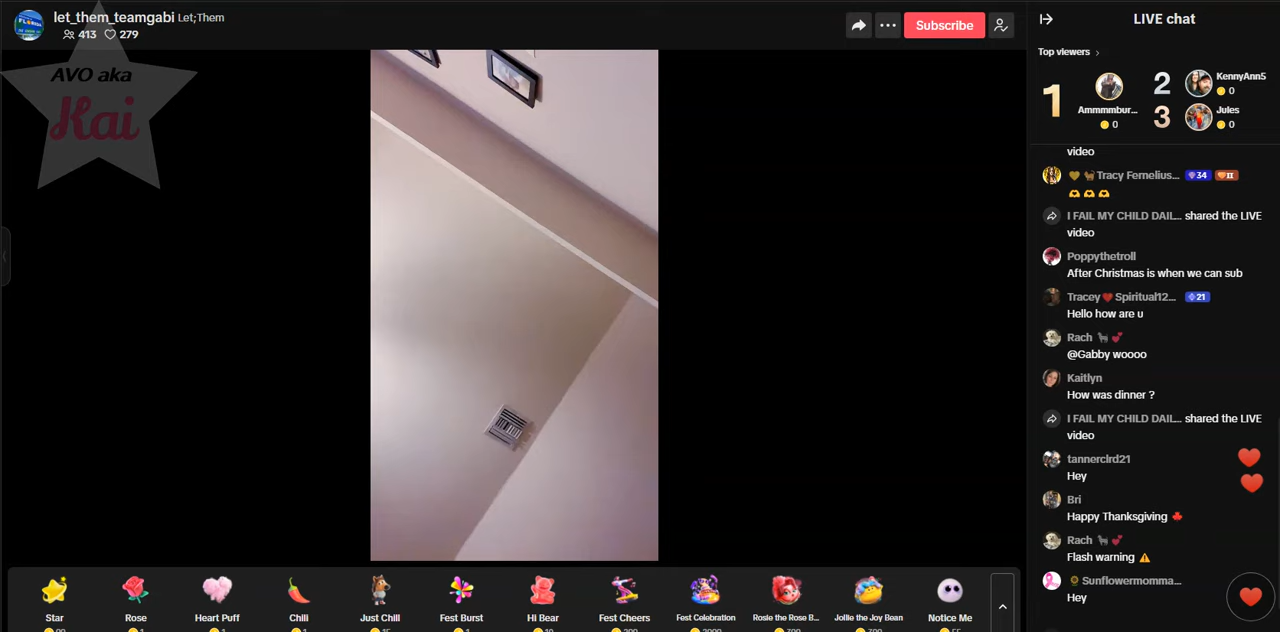 let_them_teamgabi Let;Them
413 279
AVO aka
Kai
Subscribe
LIVE chat
Top viewers
1
Ammmmbur...
0
2
KennyAnn5
0
3
Jules
0
video
Tracy Fernelius... 34 II
I FAIL MY CHILD DAIL... shared the LIVE
video
Poppythetroll
After Christmas is when we can sub
Tracey❤️Spiritual12... 21
Hello how are u
Rach
@Gabby woooo
Kaitlyn
How was dinner ?
I FAIL MY CHILD DAIL... shared the LIVE
video
tannerclrd21
Hey
Bri
Happy Thanksgiving 🍁
Rach
Flash warning ⚠️
Sunflowermomma...
Hey
Star
Rose
Heart Puff
Chili
Just Chill
Fest Burst
Hi Bear
Fest Cheers
Fest Celebration
Rosie the Rose B...
Jollie the Joy Bean
Notice Me